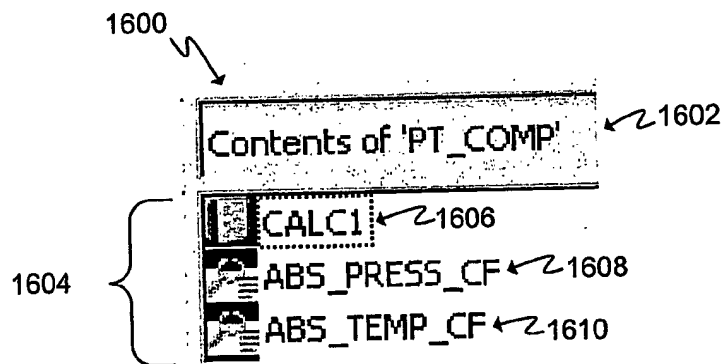 1600
Contents of 'PT_COMP' 1602
CALC1 1606
1604
ABS_PRESS_CF 1608
ABS_TEMP_CF 1610